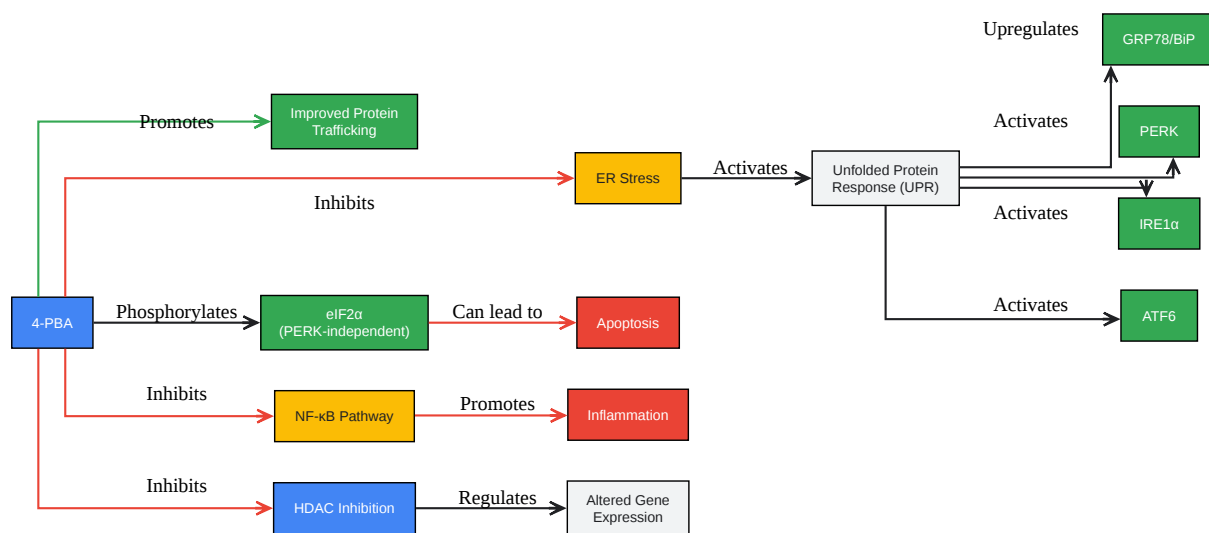 Upregulates
GRP78/BiP
Promotes
Improved Protein
Trafficking
Activates
PERK
Inhibits
ER Stress
Activates
Unfolded Protein
Response (UPR)
Activates
IRE1α
4-PBA
Phosphorylates
eIF2α
(PERK-independent)
Can lead to
Apoptosis
Activates
ATF6
Inhibits
NF-κB Pathway
Promotes
Inflammation
Inhibits
HDAC Inhibition
Regulates
Altered Gene
Expression